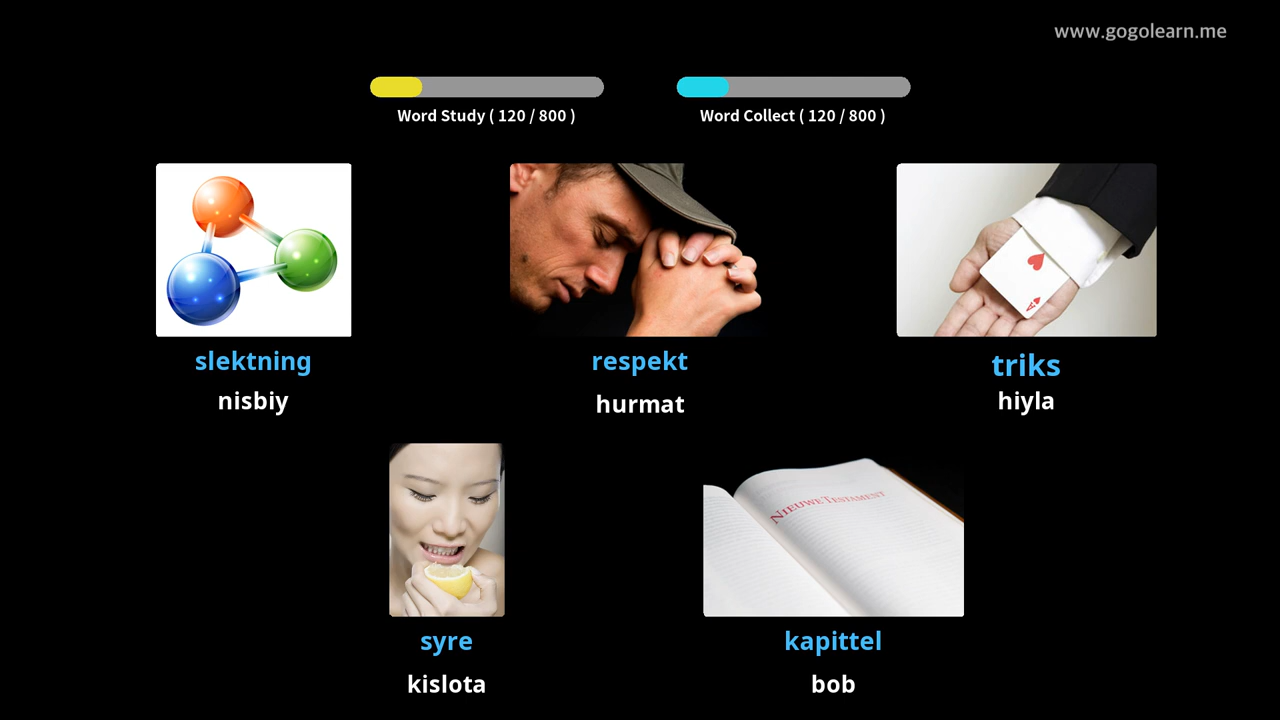 www.gogolearn.me
Word Study ( 120 / 800 )
Word Collect ( 120 / 800 )
slektning
nisbiy
respekt
hurmat
triks
hiyla
A
NIEUWE TESTAMENT
syre
kislota
kapittel
bob